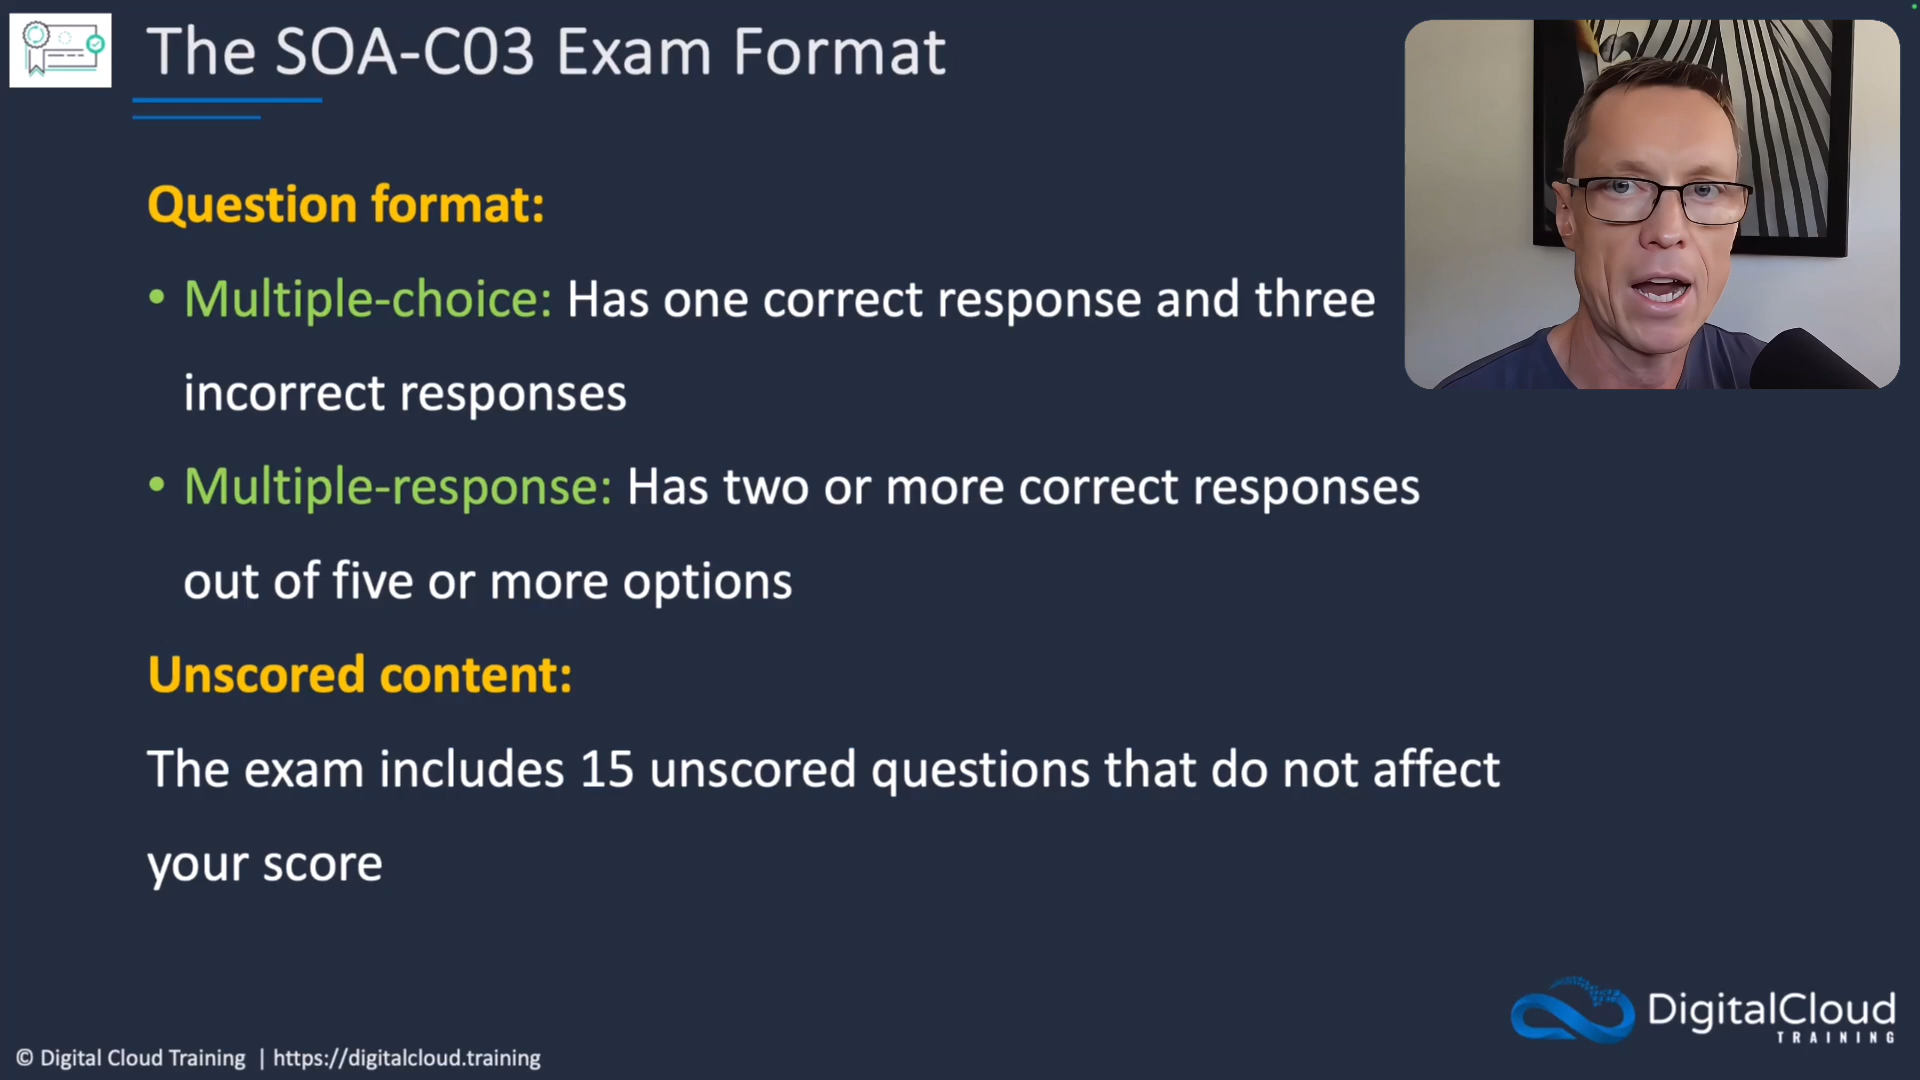 The SOA-C03 Exam Format
Question format:
• Multiple-choice: Has one correct response and three
incorrect responses
• Multiple-response: Has two or more correct responses
out of five or more options
Unscored content:
The exam includes 15 unscored questions that do not affect
your score
DigitalCloud
TRAINING
© Digital Cloud Training | https://digitalcloud.training